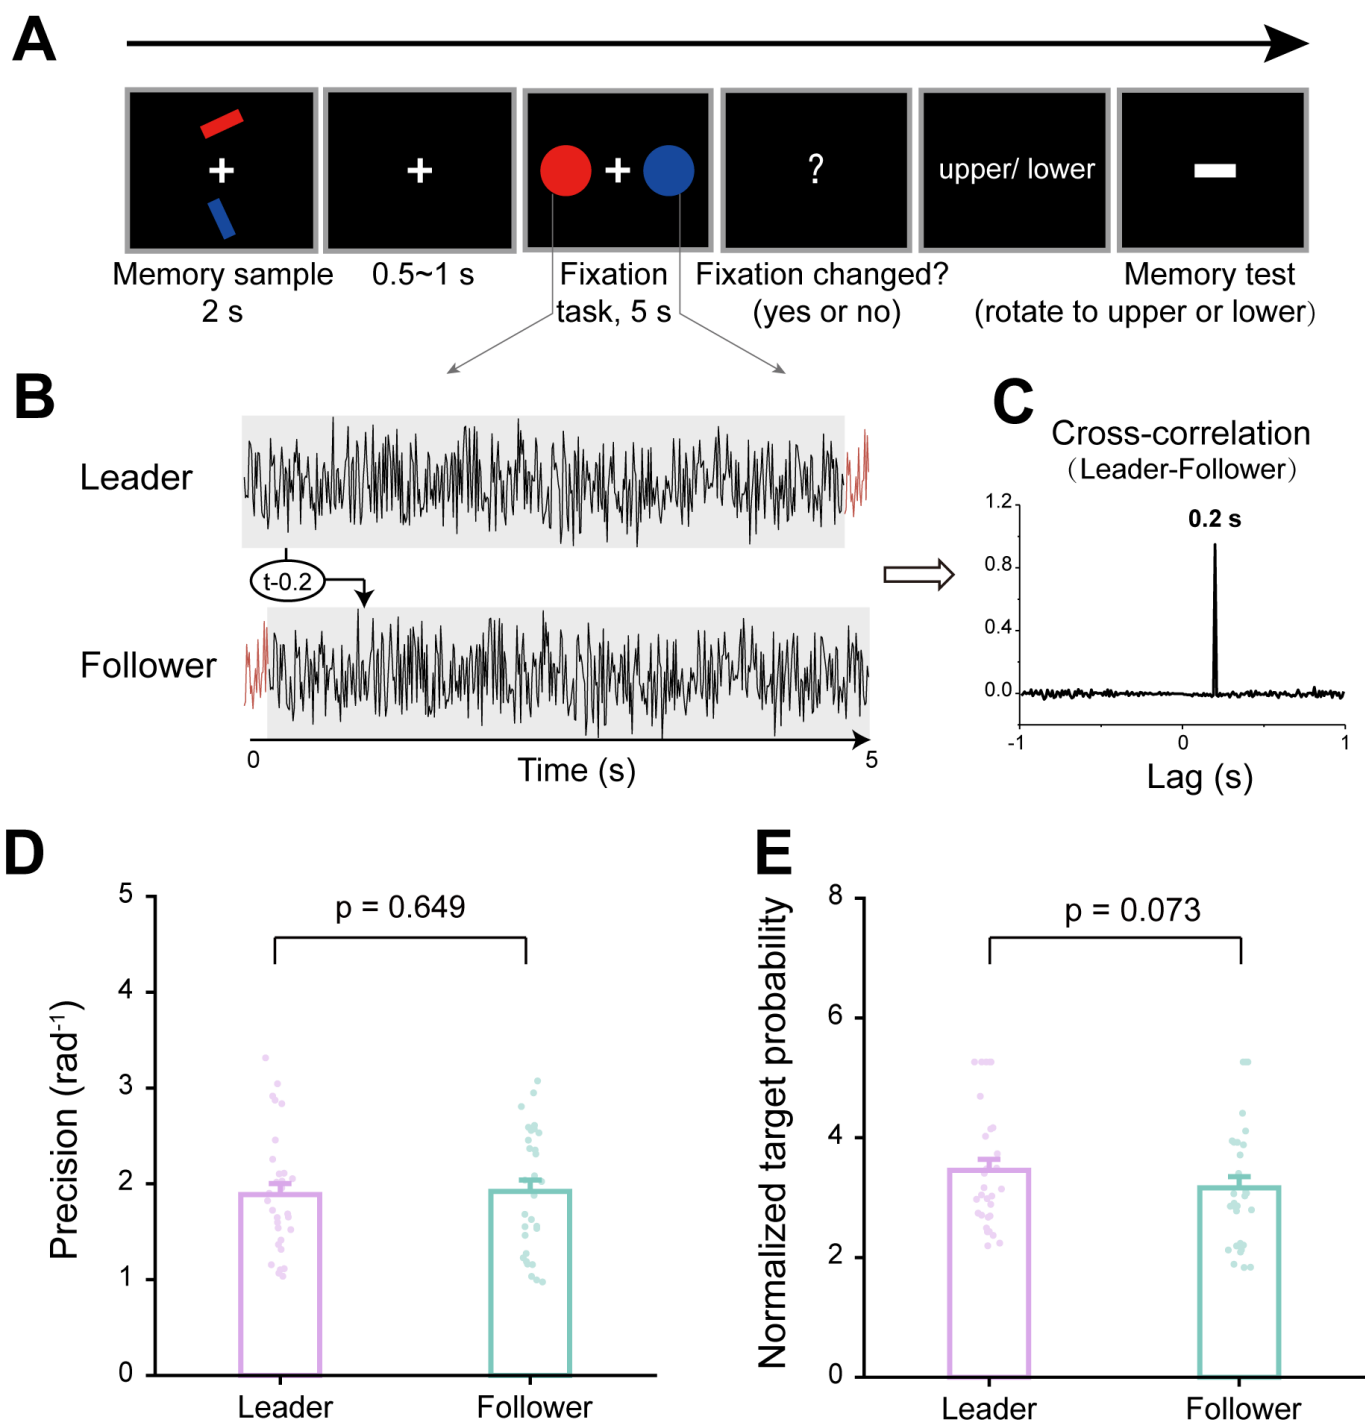 A
?
upper/ lower
Memory sample
2 s
0.5~1 s
Fixation
task, 5 s
Fixation changed?
(yes or no)
Memory test
(rotate to upper or lower)
B
Leader
t-0.2
Follower
0
5
Time (s)
C
Cross-correlation
(Leader-Follower)
0.2 s
1.2
0.8
0.4
0.0
-1
0
1
Lag (s)
D
p = 0.649
Precision (rad⁻¹)
5
4
3
2
1
0
Leader
Follower
E
p = 0.073
Normalized target probability
8
6
4
2
0
Leader
Follower